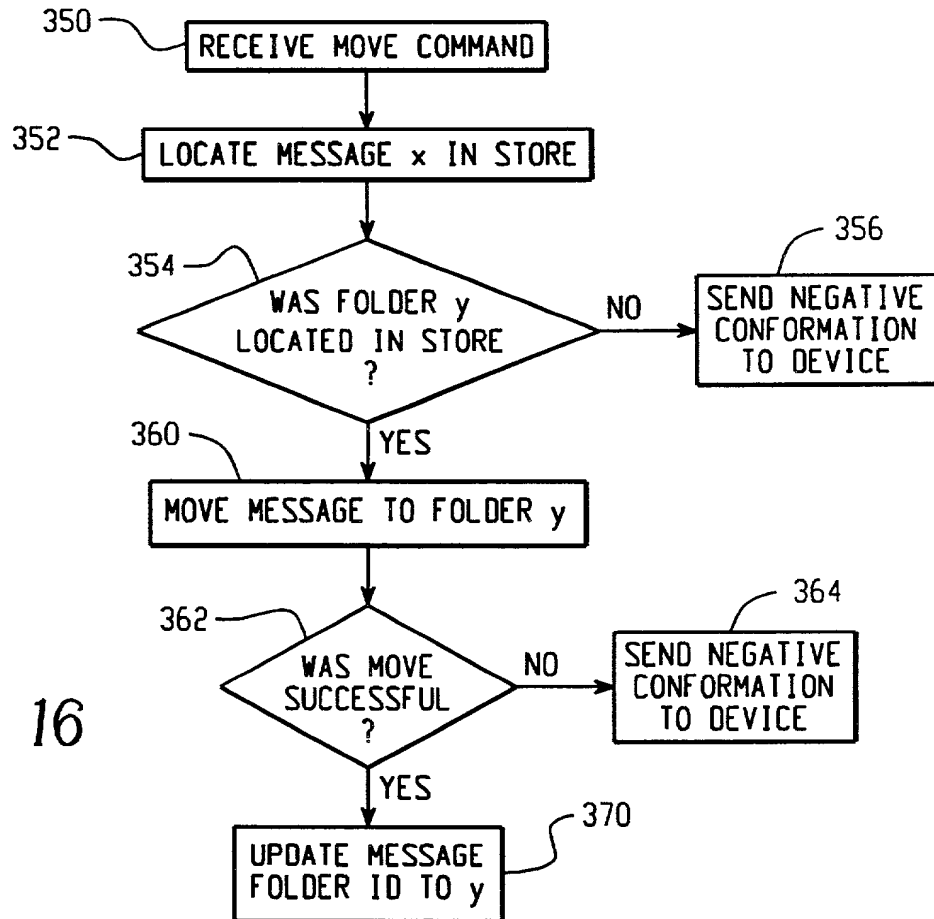 350
RECEIVE MOVE COMMAND
352
LOCATE MESSAGE x IN STORE
354
WAS FOLDER y
LOCATED IN STORE
?
NO
356
SEND NEGATIVE
CONFORMATION
TO DEVICE
YES
360
MOVE MESSAGE TO FOLDER y
362
WAS MOVE
SUCCESSFUL
?
NO
364
SEND NEGATIVE
CONFORMATION
TO DEVICE
16
YES
370
UPDATE MESSAGE
FOLDER ID TO y